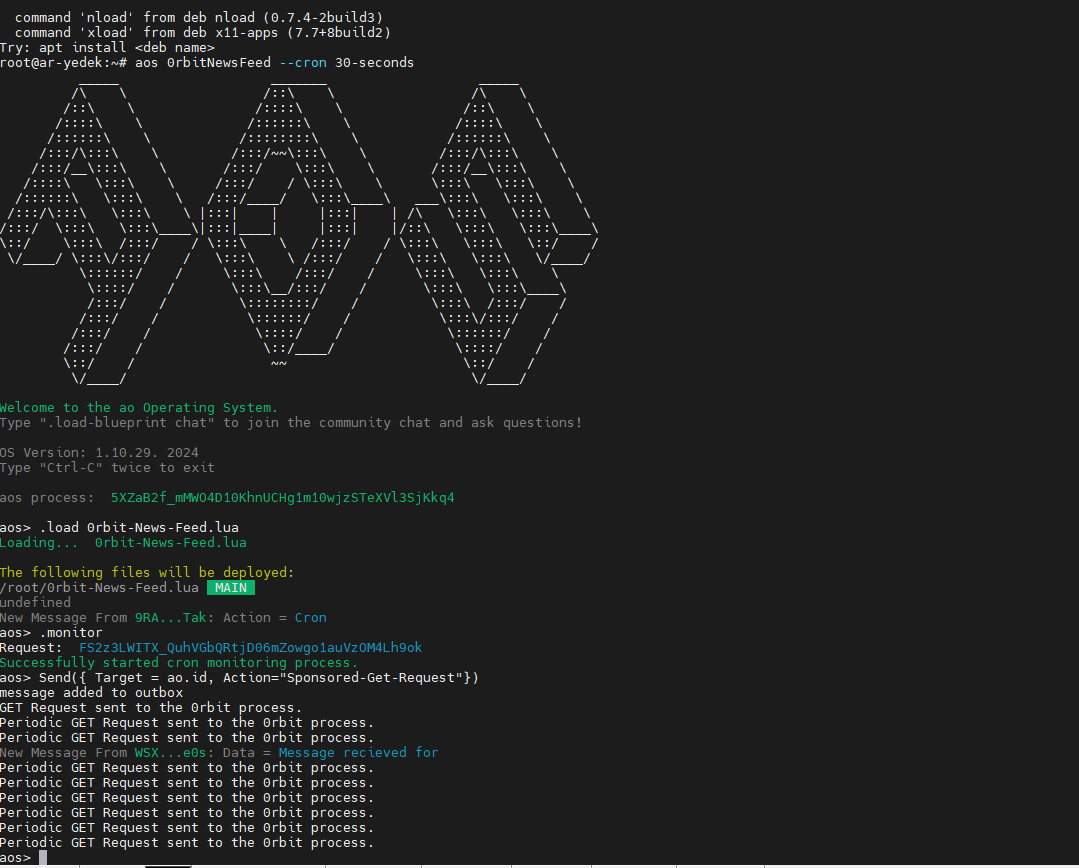 command 'nload' from deb nload (0.7.4-2build3)
command 'xload' from deb x11-apps (7.7+8build2)
Try: apt install <deb name>
root@ar-yedek:~# aos 0rbitNewsFeed --cron 30-seconds
Welcome to the ao Operating System.
Type ".load-blueprint chat" to join the community chat and ask questions!
OS Version: 1.10.29. 2024
Type "Ctrl-C" twice to exit
aos process:  5XZaB2f_mMWO4D10KhnUCHg1m10wjzSTeXVl3SjKkq4
aos> .load 0rbit-News-Feed.lua
Loading...  0rbit-News-Feed.lua
The following files will be deployed:
/root/0rbit-News-Feed.lua  MAIN
undefined
New Message From 9RA...Tak: Action = Cron
aos> .monitor
Request:  FS2z3LWITX_QuhVGbQRtjD06mZowgo1auVzOM4Lh9ok
Successfully started cron monitoring process.
aos> Send({ Target = ao.id, Action="Sponsored-Get-Request"})
message added to outbox
GET Request sent to the 0rbit process.
Periodic GET Request sent to the 0rbit process.
Periodic GET Request sent to the 0rbit process.
New Message From WSX...e0s: Data = Message recieved for
Periodic GET Request sent to the 0rbit process.
Periodic GET Request sent to the 0rbit process.
Periodic GET Request sent to the 0rbit process.
Periodic GET Request sent to the 0rbit process.
Periodic GET Request sent to the 0rbit process.
Periodic GET Request sent to the 0rbit process.
aos>